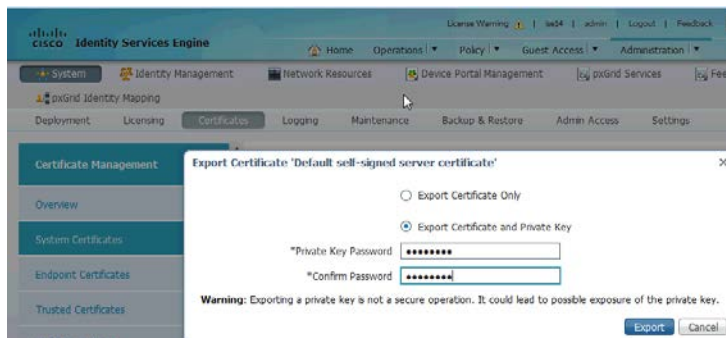 License Warning | ise14 | admin | Logout | Feedback
CISCO Identity Services Engine
Home Operations Policy Guest Access Administration
System Identity Management Network Resources Device Portal Management pxGrid Services Fee
pxGrid Identity Mapping
Deployment Licensing Certificates Logging Maintenance Backup & Restore Admin Access Settings
Certificate Management
Export Certificate 'Default self-signed server certificate'
Export Certificate Only
Overview
Export Certificate and Private Key
System Certificates
*Private Key Password ••••••••
*Confirm Password ••••••••
Endpoint Certificates
Warning: Exporting a private key is not a secure operation. It could lead to possible exposure of the private key.
Trusted Certificates
Export Cancel